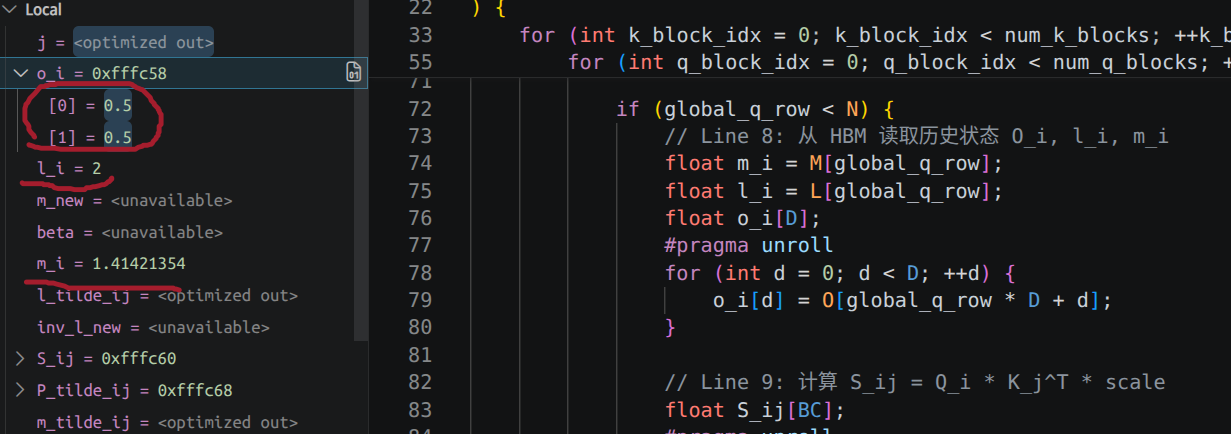 Local
j = <optimized out>
o_i = 0xfffc58
[0] = 0.5
[1] = 0.5
l_i = 2
m_new = <unavailable>
beta = <unavailable>
m_i = 1.41421354
l_tilde_ij = <optimized out>
inv_l_new = <unavailable>
S_ij = 0xfffc60
P_tilde_ij = 0xfffc68
m_tilde_ij = <optimized out>
22 ) {
33 for (int k_block_idx = 0; k_block_idx < num_k_blocks; ++k_b
55 for (int q_block_idx = 0; q_block_idx < num_q_blocks; +
71
72 if (global_q_row < N) {
73 // Line 8: 从 HBM 读取历史状态 O_i, l_i, m_i
74 float m_i = M[global_q_row];
75 float l_i = L[global_q_row];
76 float o_i[D];
77 #pragma unroll
78 for (int d = 0; d < D; ++d) {
79 o_i[d] = O[global_q_row * D + d];
80 }
81
82 // Line 9: 计算 S_ij = Q_i * K_j^T * scale
83 float S_ij[BC];